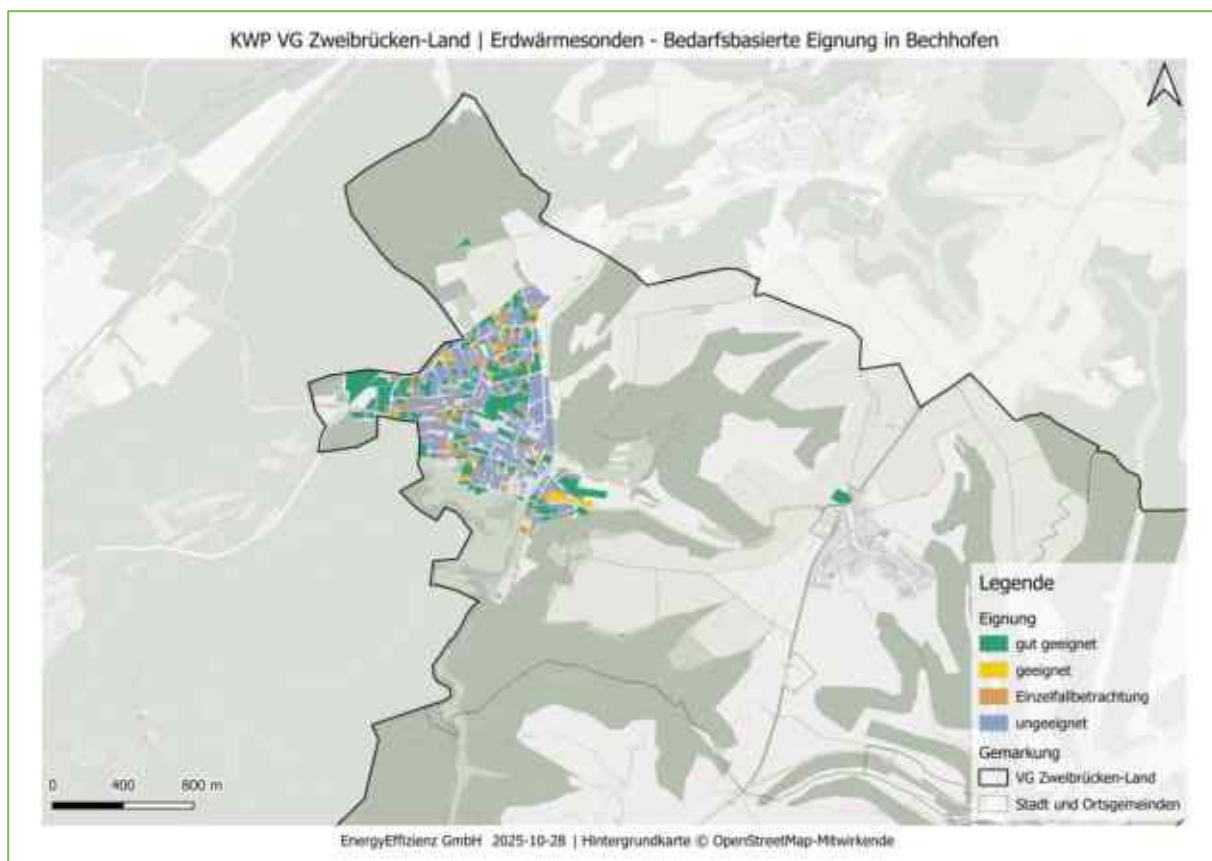 KWP VG Zweibrücken-Land | Erdwärmesonden - Bedarfsbasierte Eignung in Bechhofen
Legende
Eignung
gut geeignet
geeignet
Einzelfallbetrachtung
ungeeignet
Gemarkung
VG Zweibrücken-Land
Stadt und Ortsgemeinden
0 400 800 m
EnergyEffizienz GmbH 2025-10-28 | Hintergrundkarte © OpenStreetMap-Mitwirkende